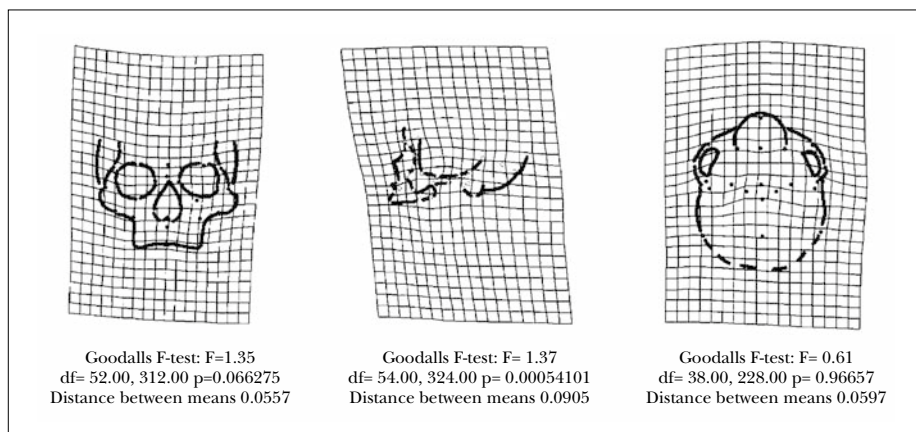 Goodalls F-test: F=1.35
df= 52.00, 312.00 p=0.066275
Distance between means 0.0557
Goodalls F-test: F= 1.37
df= 54.00, 324.00 p= 0.00054101
Distance between means 0.0905
Goodalls F-test: F= 0.61
df= 38.00, 228.00 p= 0.96657
Distance between means 0.0597